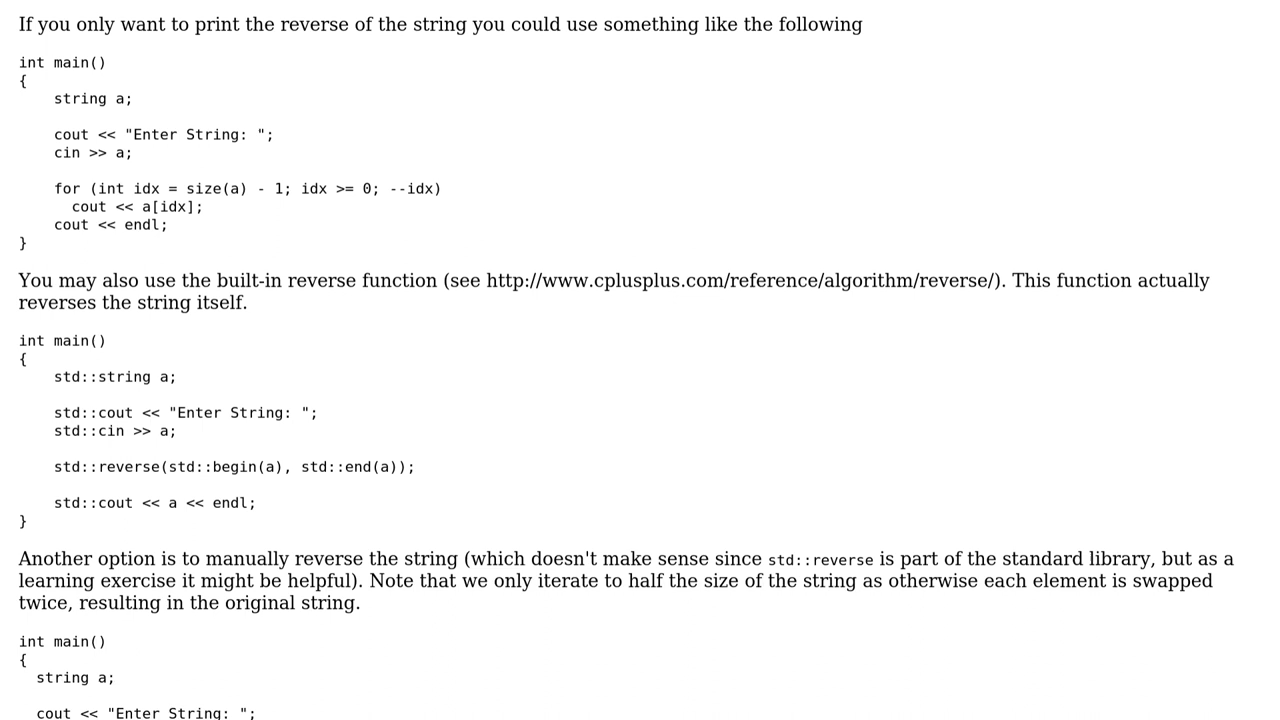 If you only want to print the reverse of the string you could use something like the following
int main()
{
    string a;
    cout << "Enter String: ";
    cin >> a;
    for (int idx = size(a) - 1; idx >= 0; --idx)
      cout << a[idx];
    cout << endl;
}
You may also use the built-in reverse function (see http://www.cplusplus.com/reference/algorithm/reverse/). This function actually
reverses the string itself.
int main()
{
    std::string a;
    std::cout << "Enter String: ";
    std::cin >> a;
    std::reverse(std::begin(a), std::end(a));
    std::cout << a << endl;
}
Another option is to manually reverse the string (which doesn't make sense since std::reverse is part of the standard library, but as a
learning exercise it might be helpful). Note that we only iterate to half the size of the string as otherwise each element is swapped
twice, resulting in the original string.
int main()
{
  string a;
  cout << "Enter String: ";